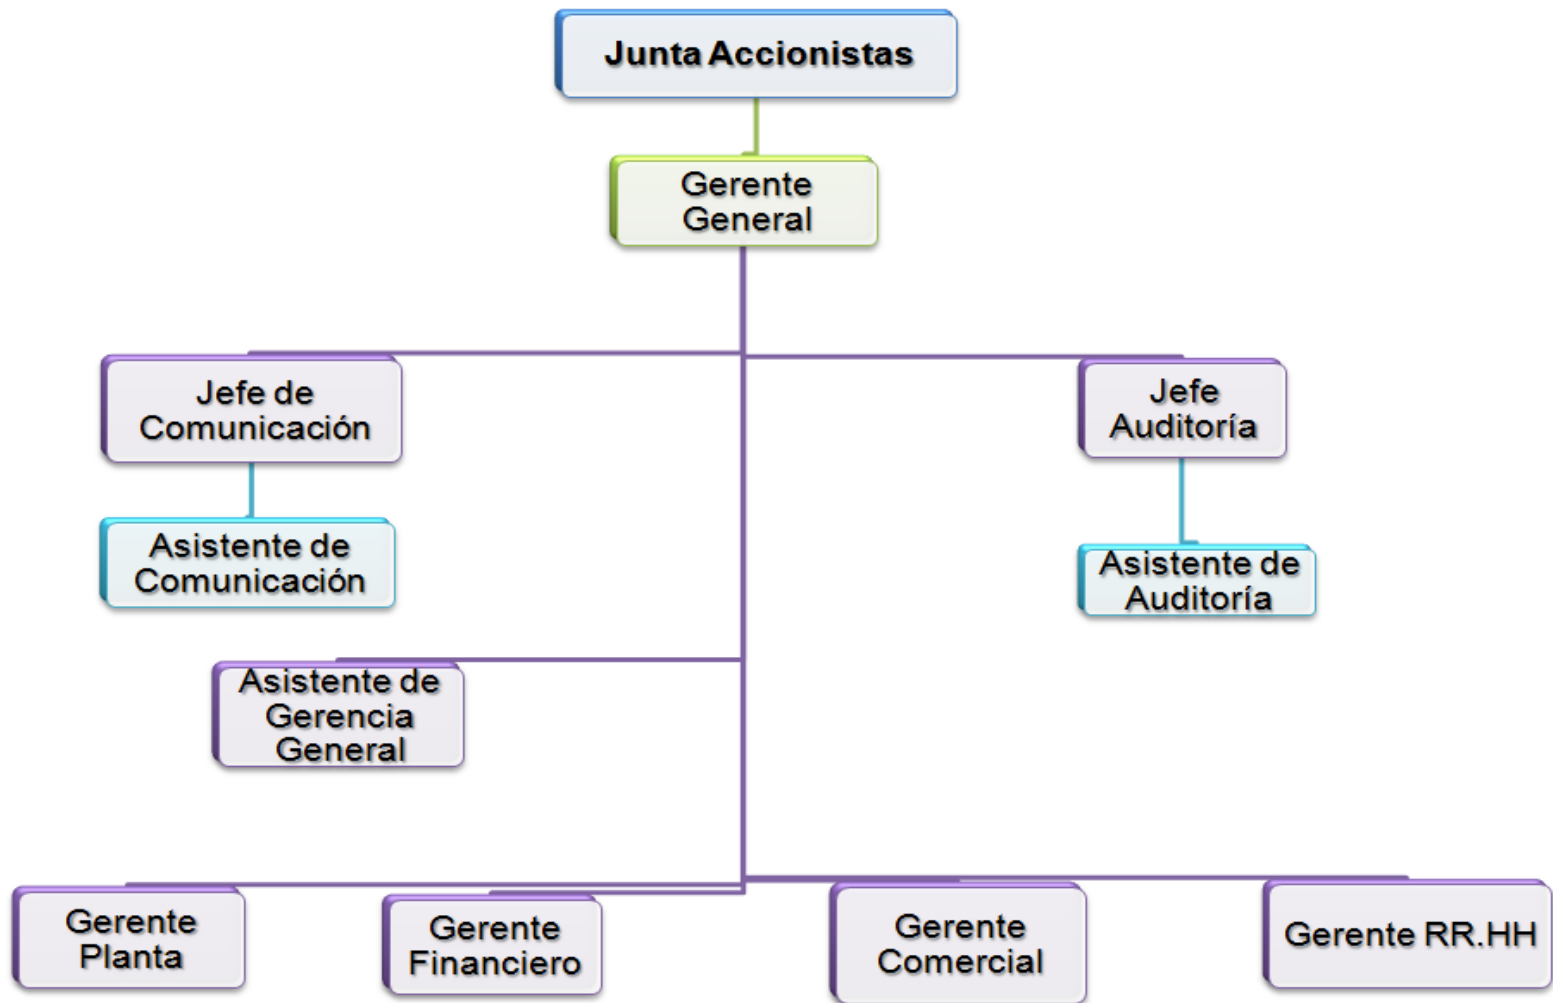 Junta Accionistas
Gerente
General
Jefe de
Comunicación
Jefe
Auditoría
Asistente de
Comunicación
Asistente de
Auditoría
Asistente de
Gerencia
General
Gerente
Planta
Gerente
Financiero
Gerente
Comercial
Gerente RR.HH